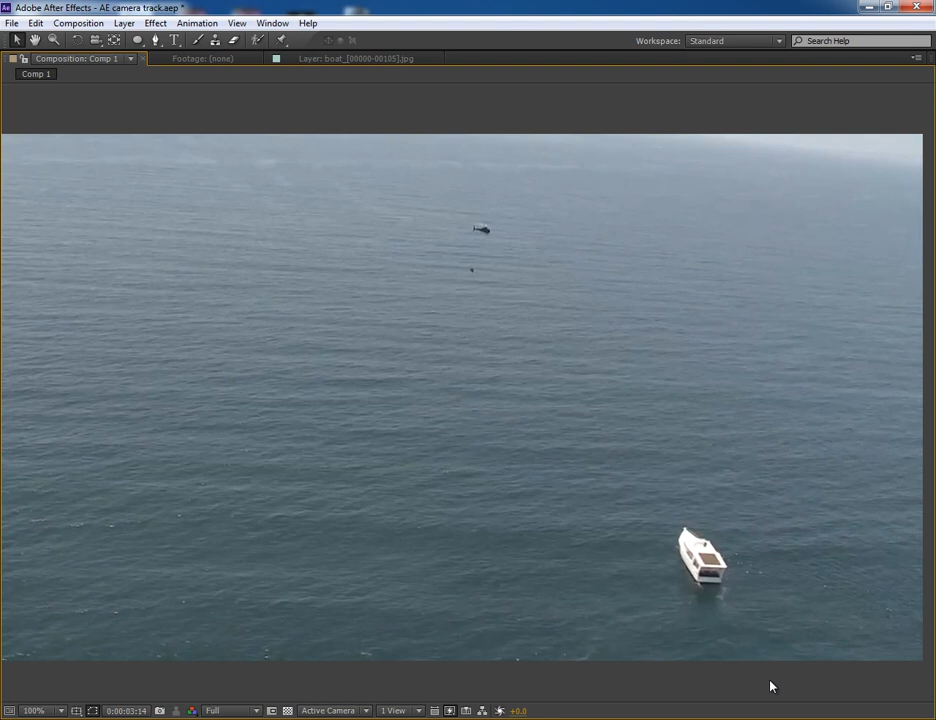 Ae Adobe After Effects - AE camera track.aep *
File Edit Composition Layer Effect Animation View Window Help
Workspace: Standard Search Help
Composition: Comp 1 Footage: (none) Layer: boat_[00000-00105].jpg
Comp 1
100% 0:00:03:14 Full Active Camera 1 View +0.0